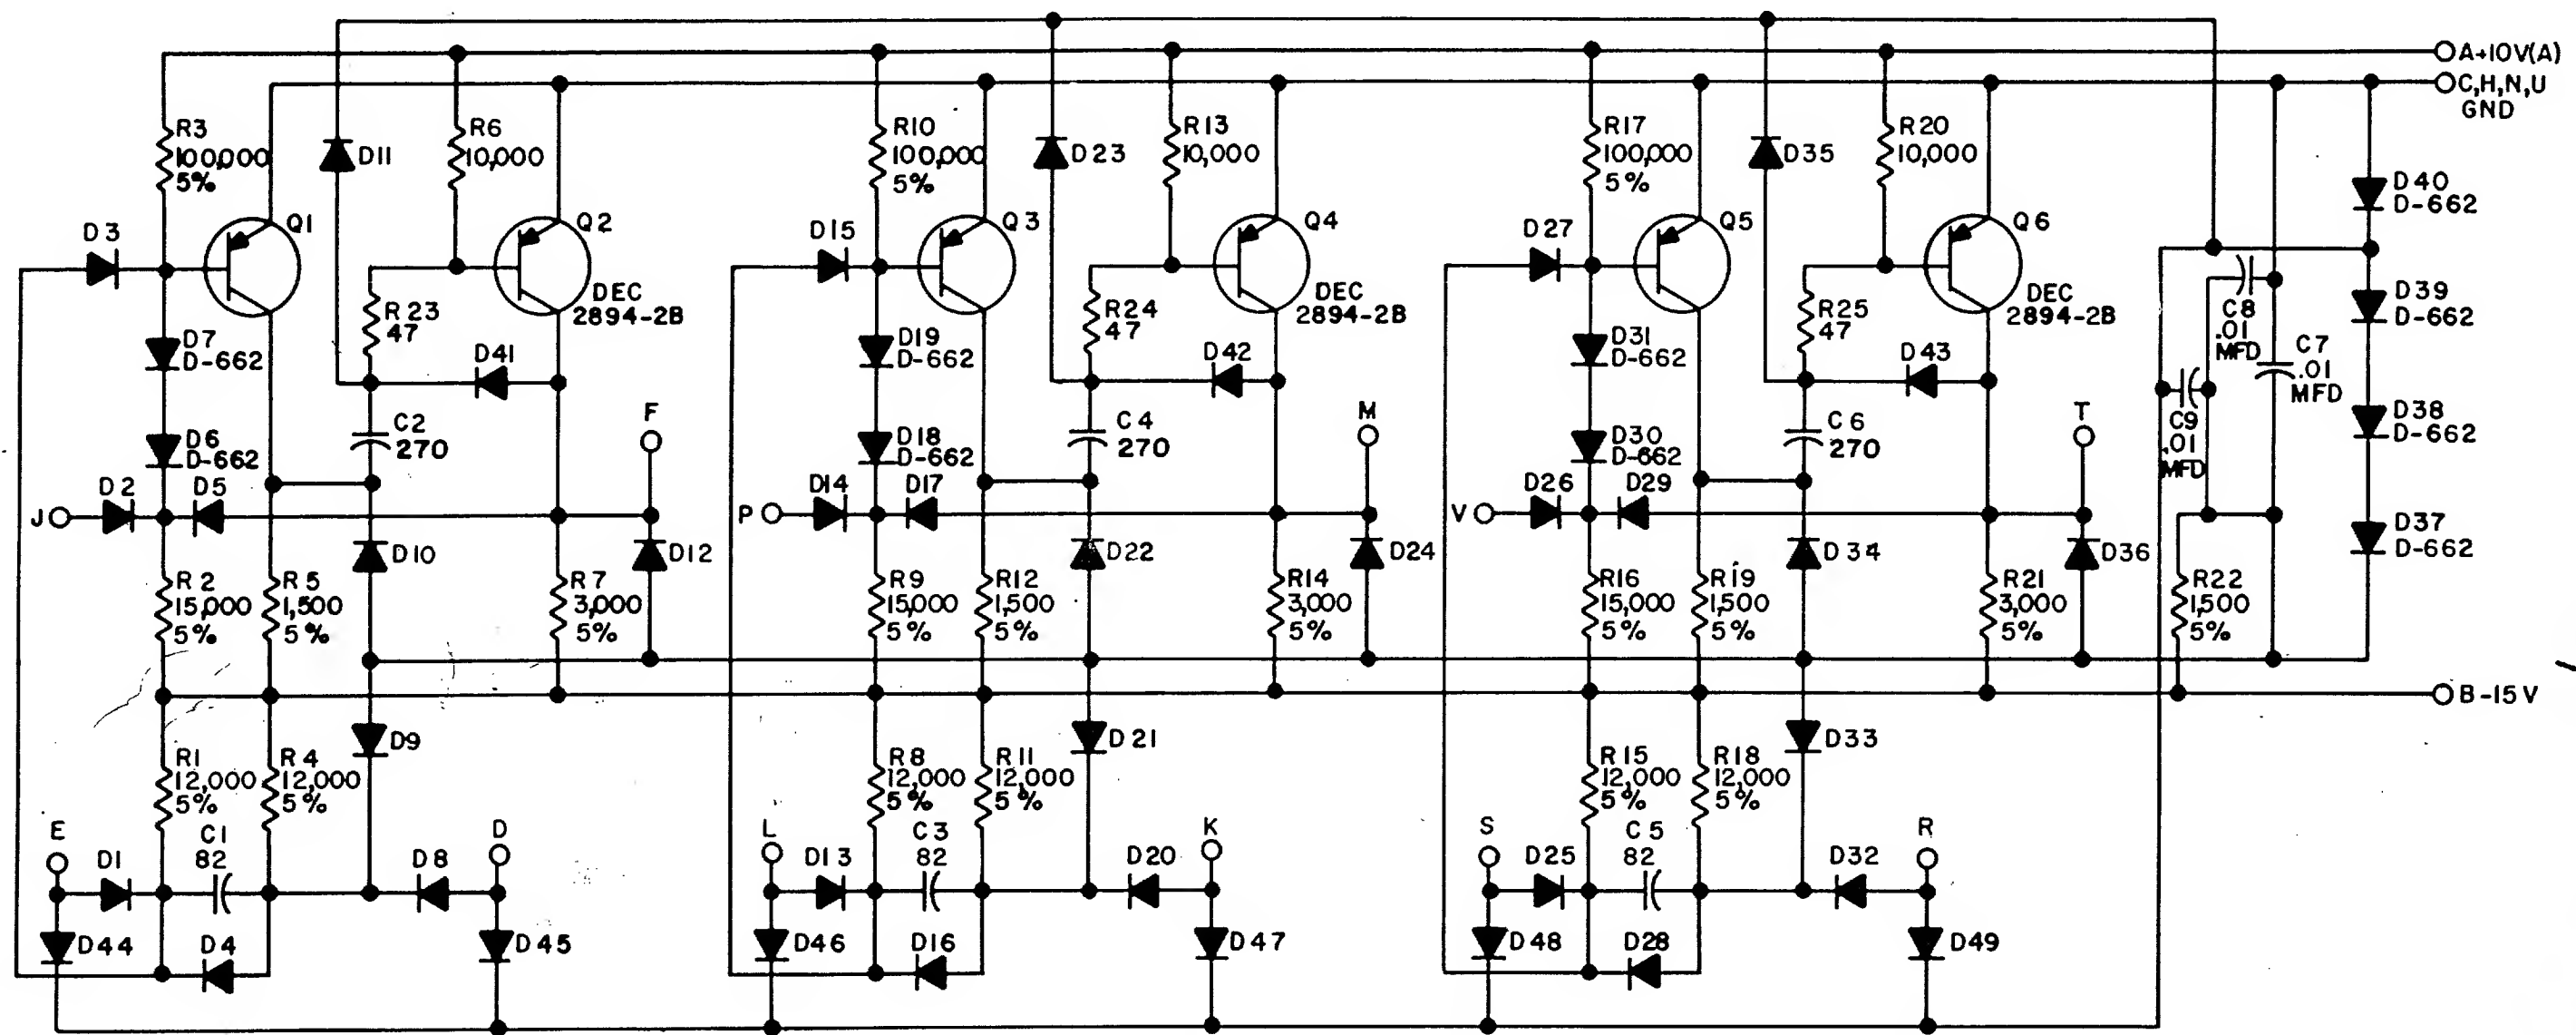 A+10V(A)
C,H,N,U
GND
R3
100,000
5%
D11
R6
10,000
R10
100,000
5%
D23
R13
10,000
R17
100,000
5%
D35
R20
10,000
D40
D-662
D3
Q1
Q2
D15
Q3
Q4
D27
Q5
Q6
DEC
2894-2B
DEC
2894-2B
DEC
2894-2B
D39
D-662
R23
47
R24
47
R25
47
C8
.01
MFD
C7
.01
MFD
D7
D-662
D41
D19
D-662
D42
D31
D-662
D43
F
M
T
C2
270
C4
270
C6
270
C9
.01
MFD
D38
D-662
D6
D-662
D18
D-662
D30
D-662
J
D2
D5
P
D14
D17
V
D26
D29
D37
D-662
D10
D12
D22
D24
D34
D36
R2
15,000
5%
R5
1,500
5%
R7
3,000
5%
R9
15,000
5%
R12
1,500
5%
R14
3,000
5%
R16
15,000
5%
R19
1,500
5%
R21
3,000
5%
R22
1,500
5%
B-15V
D9
D21
D33
R1
12,000
5%
R4
12,000
5%
R8
12,000
5%
R11
12,000
5%
R15
12,000
5%
R18
12,000
5%
E
D1
C1
82
D8
D
L
D13
C3
82
D20
K
S
D25
C5
82
D32
R
D44
D4
D45
D46
D16
D47
D48
D28
D49